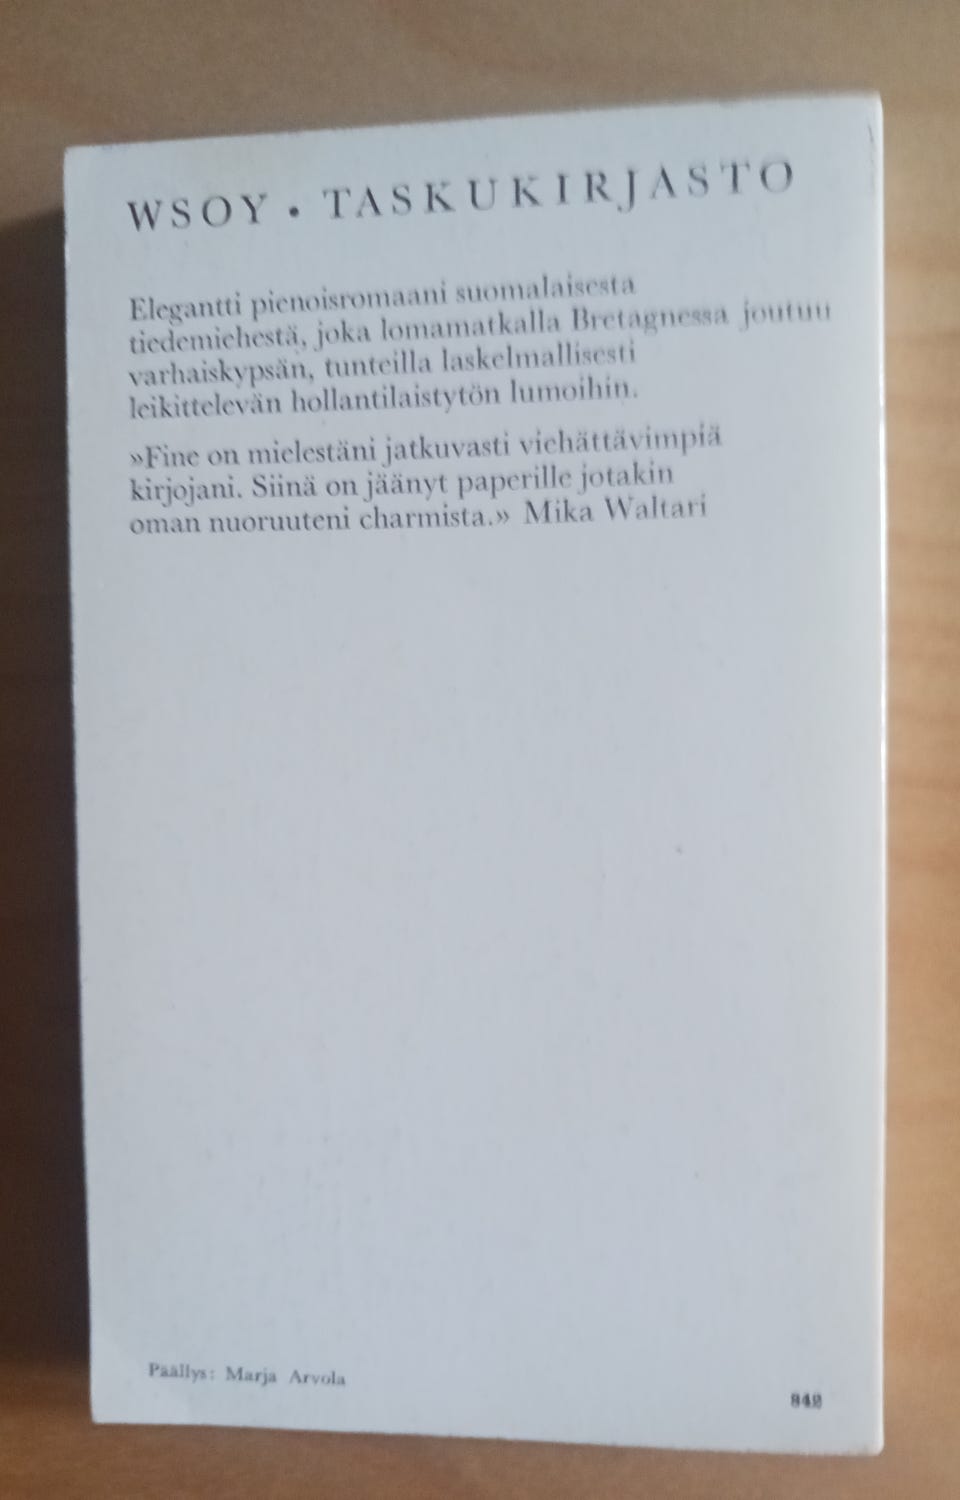 WSOY • TASKUKIRJASTO
Elegantti pienoisromaani suomalaisesta
tiedemiehestä, joka lomamatkalla Bretagnessa joutuu
varhaiskypsän, tunteilla laskelmallisesti
leikittelevän hollantilaistytön lumoihin.
»Fine on mielestäni jatkuvasti viehättävimpiä
kirjojani. Siinä on jäänyt paperille jotakin
oman nuoruuteni charmista.» Mika Waltari
Päällys: Marja Arvola